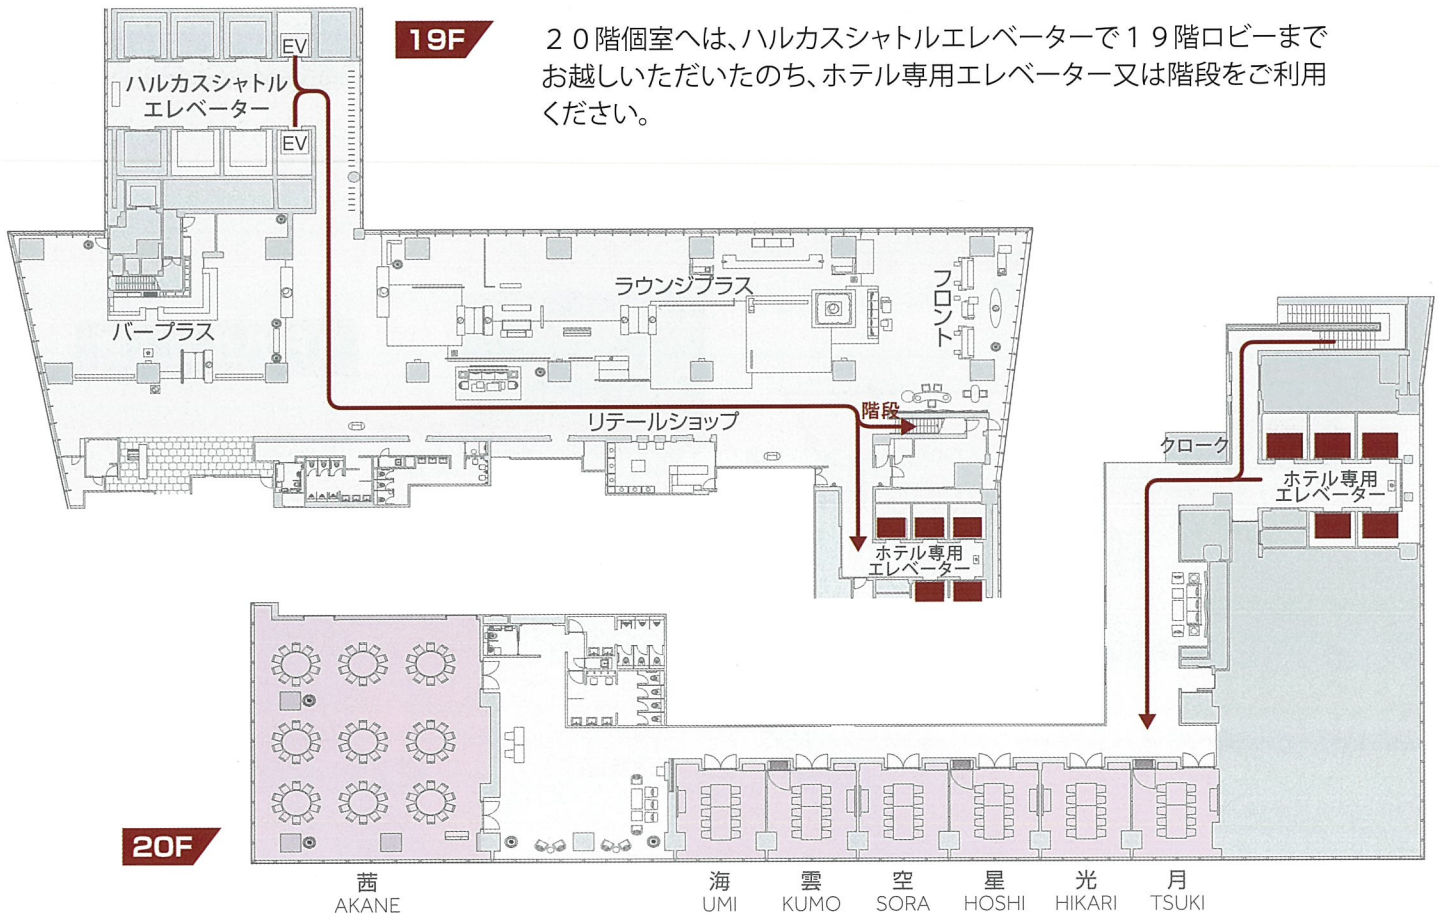 19F
２０階個室へは、ハルカスシャトルエレベーターで１９階ロビーまで
お越しいただいたのち、ホテル専用エレベーター又は階段をご利用
ください。
EV
ハルカスシャトル
エレベーター
EV
ラウンジプラス
フロント
バープラス
階段
リテールショップ
クローク
ホテル専用
エレベーター
ホテル専用
エレベーター
20F
茜
AKANE
海
UMI
雲
KUMO
空
SORA
星
HOSHI
光
HIKARI
月
TSUKI